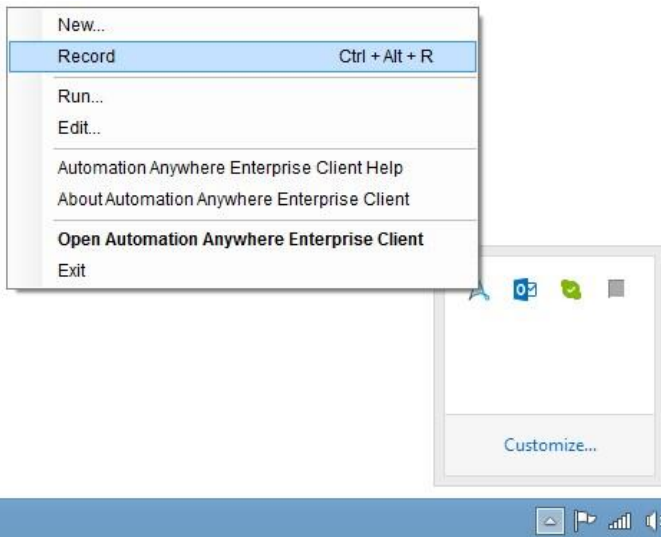 New...
Record Ctrl + Alt + R
Run...
Edit...
Automation Anywhere Enterprise Client Help
About Automation Anywhere Enterprise Client
Open Automation Anywhere Enterprise Client
Exit
Customize...